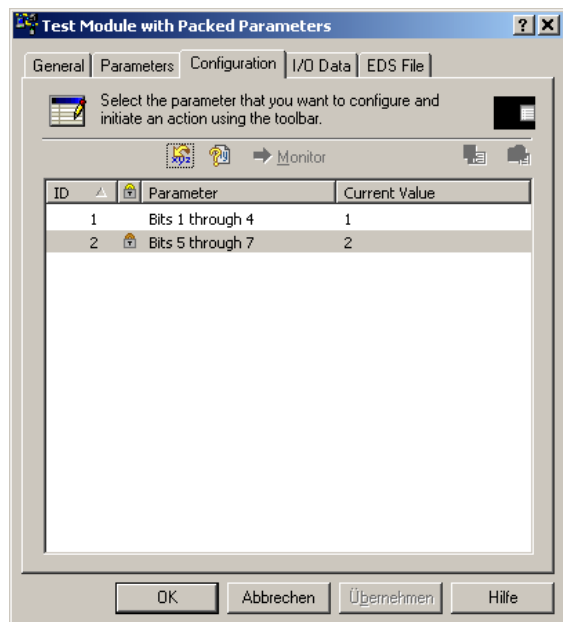 Test Module with Packed Parameters
General Parameters Configuration I/O Data EDS File
Select the parameter that you want to configure and
initiate an action using the toolbar.
xyz Monitor
ID Parameter Current Value
1 Bits 1 through 4 1
2 Bits 5 through 7 2
OK Abbrechen Übernehmen Hilfe